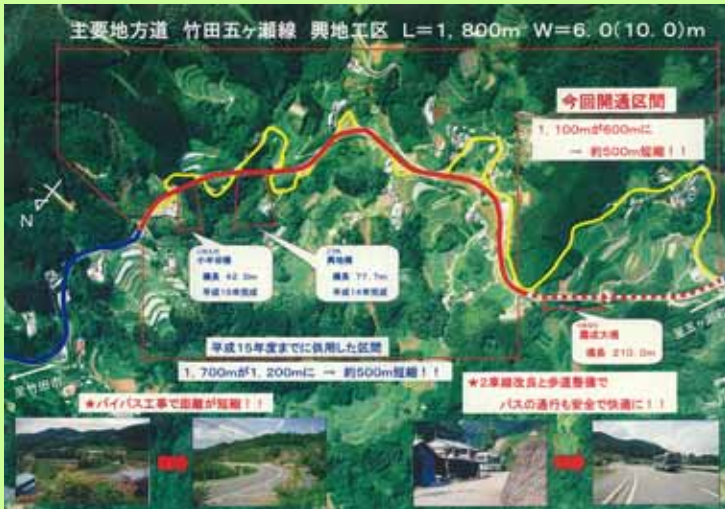 主要地方道 竹田五ヶ瀬線 興地工区 L=1,800m W=6.0(10.0)m
今回開通区間
1,100mが600mに
→ 約500m短縮!!
N
橋長 42.0m
平成15年完成
興地橋
橋長 77.7m
平成14年完成
大橋
橋長 210.0m
至竹田市
平成15年度までに供用した区間
1,700mが1,200mに → 約500m短縮!!
★バイパス工事で距離が短縮!!
★2車線改良と歩道整備で
バスの通行も安全で快適に!!